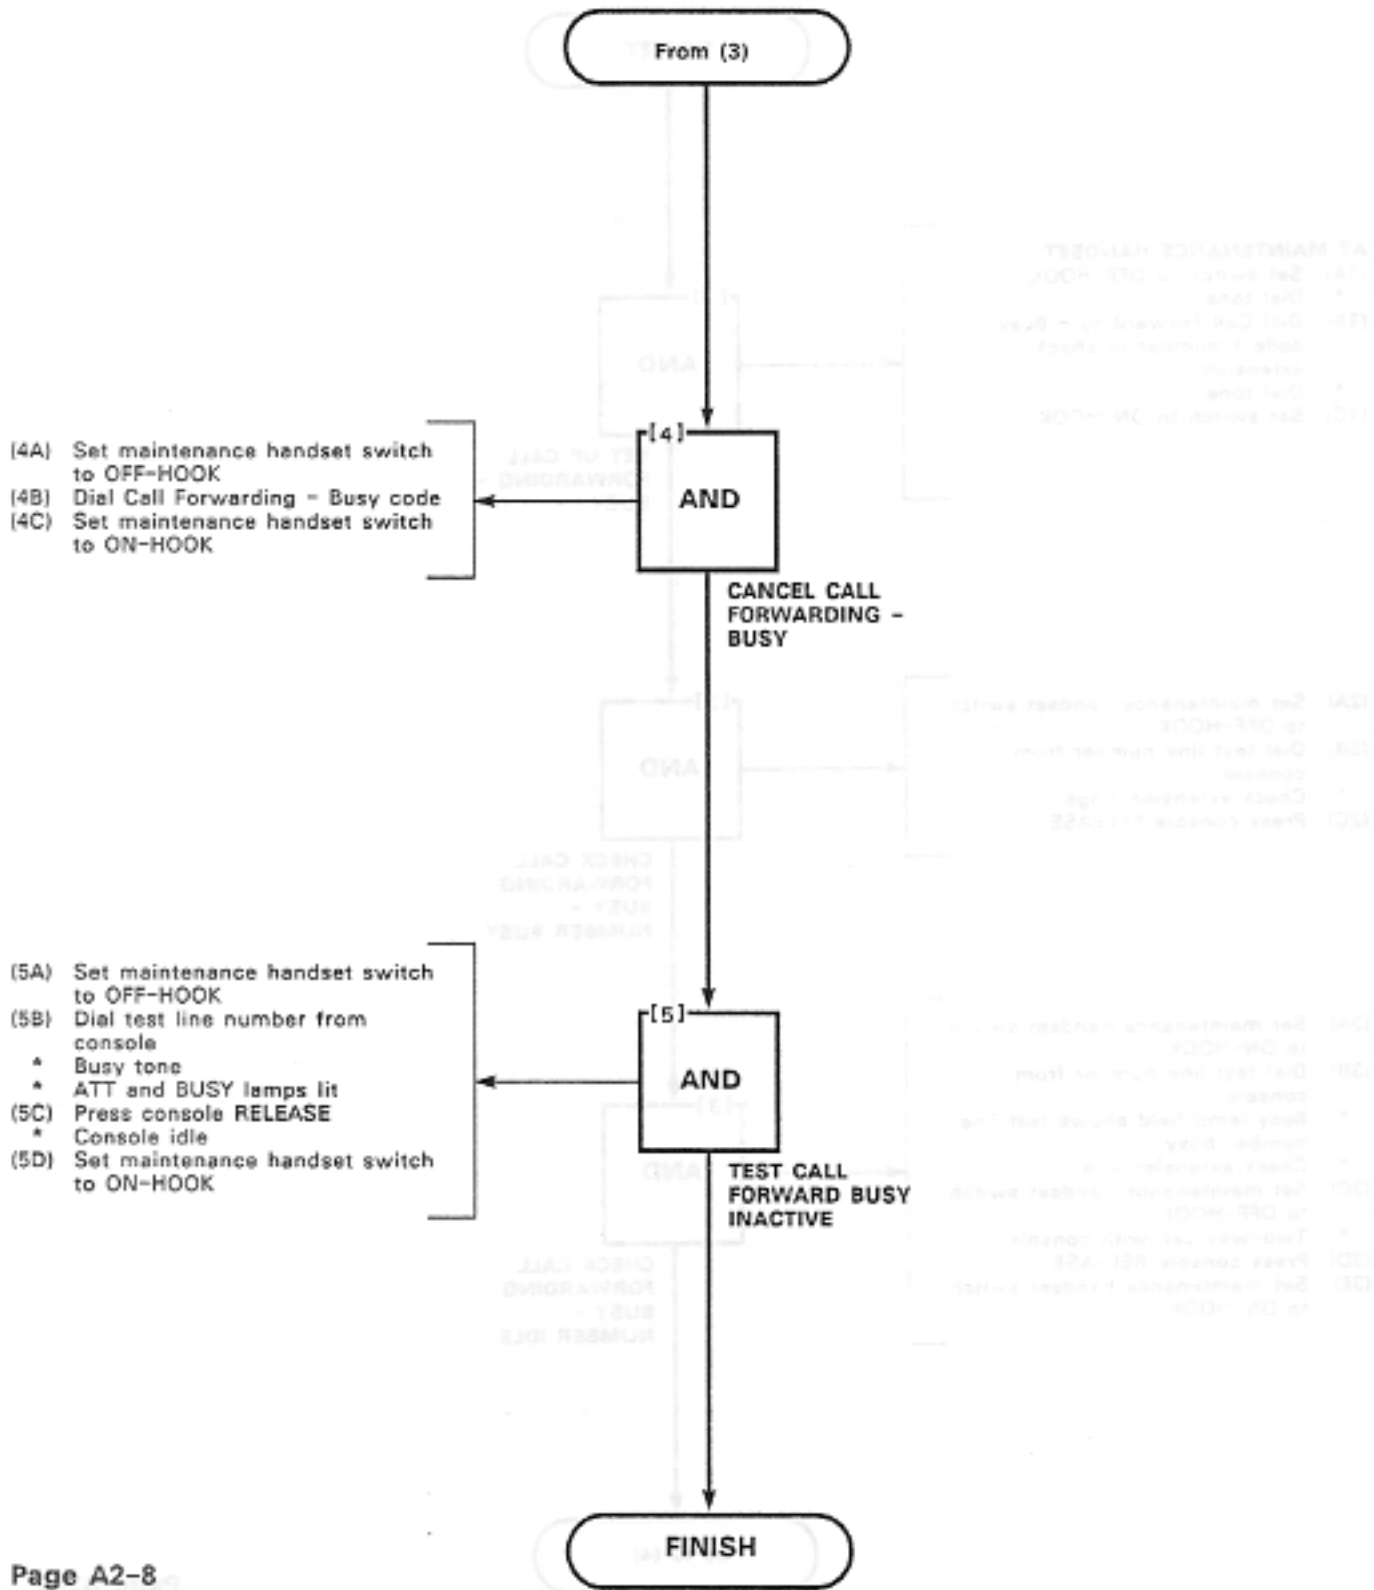 From (3)
[4]
AND
(4A) Set maintenance handset switch
to OFF-HOOK
(4B) Dial Call Forwarding - Busy code
(4C) Set maintenance handset switch
to ON-HOOK
CANCEL CALL
FORWARDING -
BUSY
[5]
AND
(5A) Set maintenance handset switch
to OFF-HOOK
(5B) Dial test line number from
console
* Busy tone
* ATT and BUSY lamps lit
(5C) Press console RELEASE
* Console idle
(5D) Set maintenance handset switch
to ON-HOOK
TEST CALL
FORWARD BUSY
INACTIVE
FINISH
Page A2-8